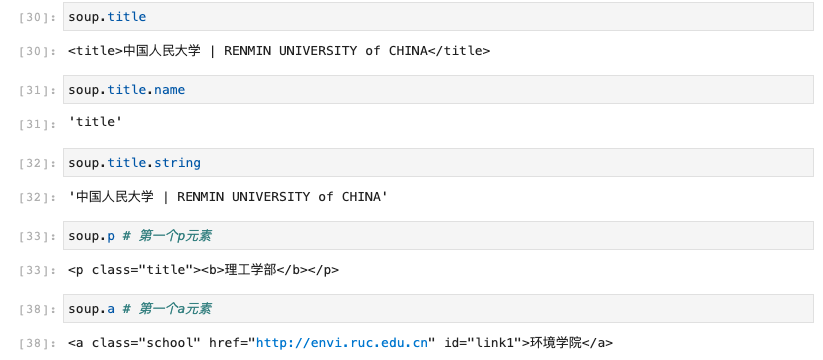 [30]: soup.title
[30]: <title>中国人民大学 | RENMIN UNIVERSITY of CHINA</title>
[31]: soup.title.name
[31]: 'title'
[32]: soup.title.string
[32]: '中国人民大学 | RENMIN UNIVERSITY of CHINA'
[33]: soup.p # 第一个p元素
[33]: <p class="title"><b>理工学部</b></p>
[38]: soup.a # 第一个a元素
[38]: <a class="school" href="http://envi.ruc.edu.cn" id="link1">环境学院</a>